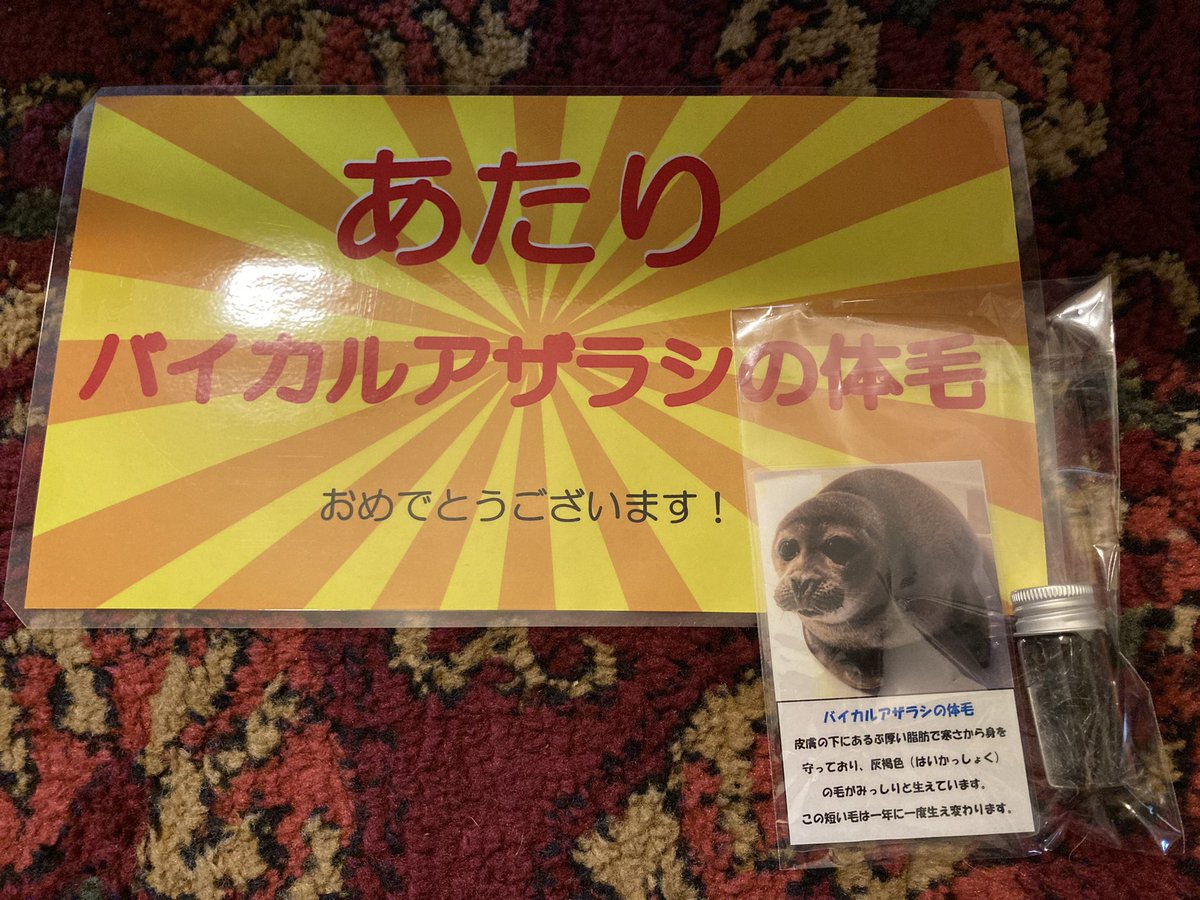 あたり
バイカルアザラシの体毛
おめでとうございます！
バイカルアザラシの体毛
皮膚の下にあるぶ厚い脂肪で寒さから身を
守っており、灰褐色（はいかっしょく）
の毛がみっしりと生えています。
この短い毛は一年に一度生え変わります。